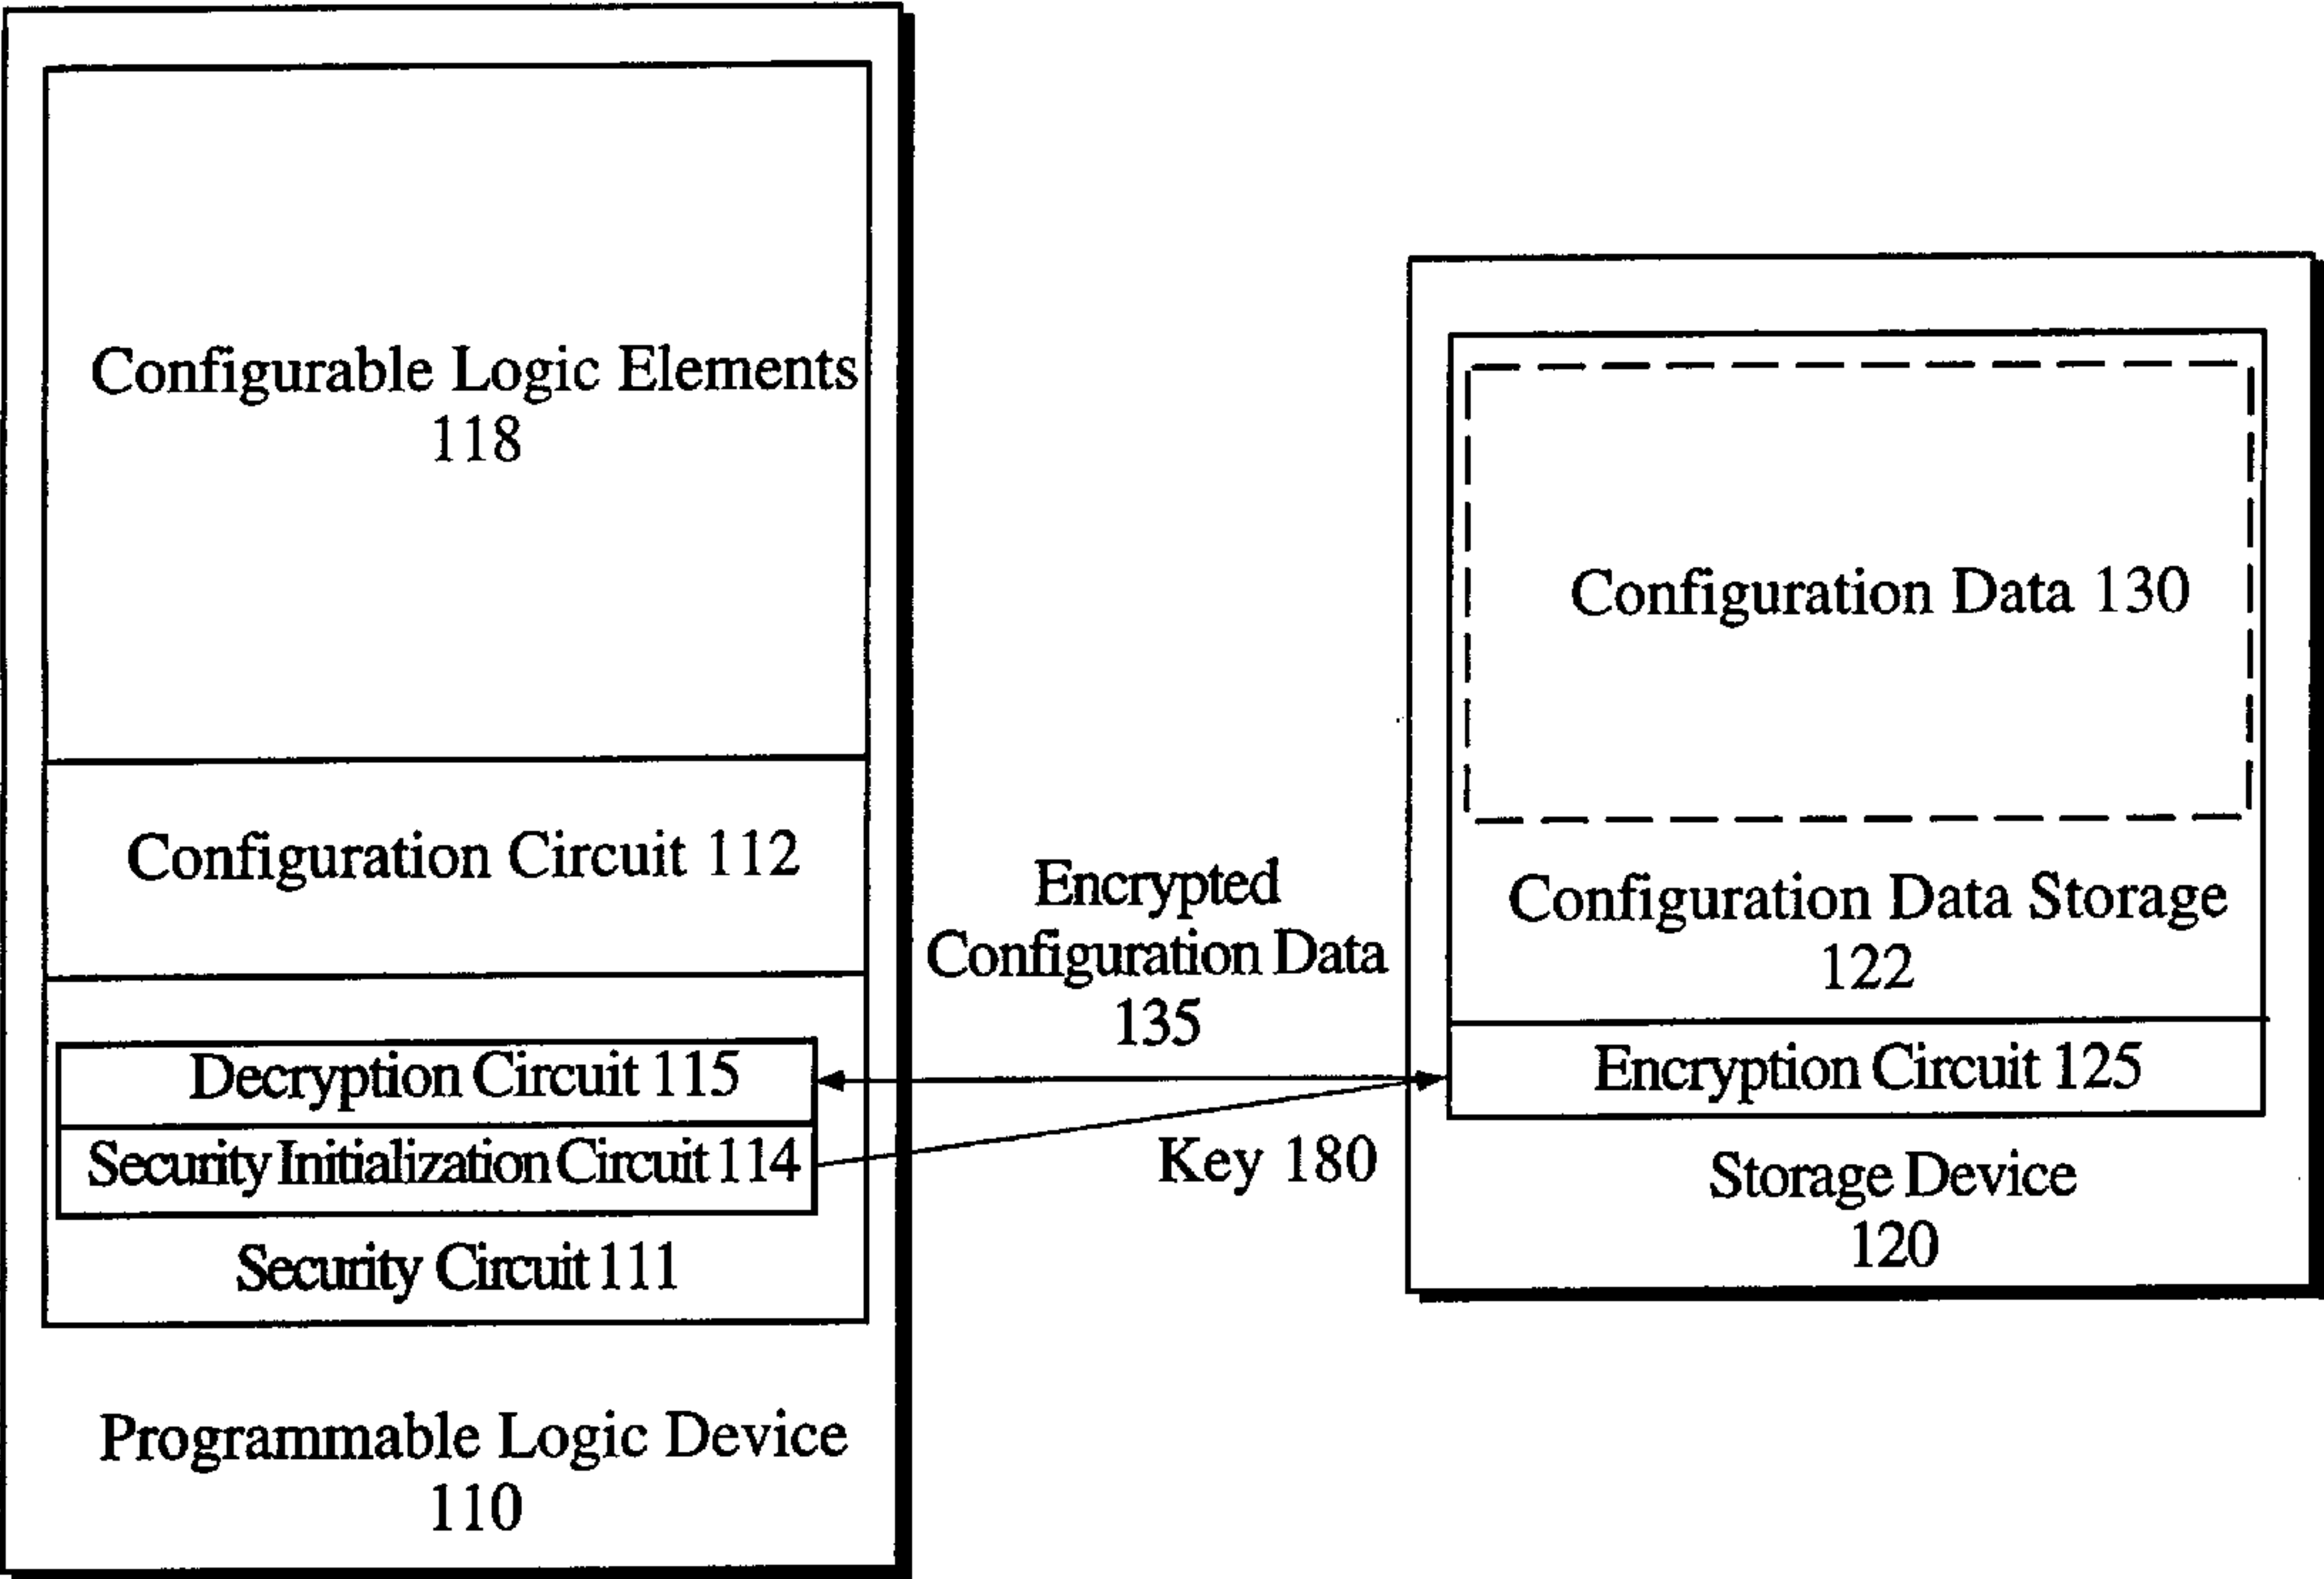 Configurable Logic Elements
118
Configuration Circuit 112
Decryption Circuit 115
Security Initialization Circuit 114
Security Circuit 111
Programmable Logic Device
110
Encrypted
Configuration Data
135
Key 180
Configuration Data 130
Configuration Data Storage
122
Encryption Circuit 125
Storage Device
120